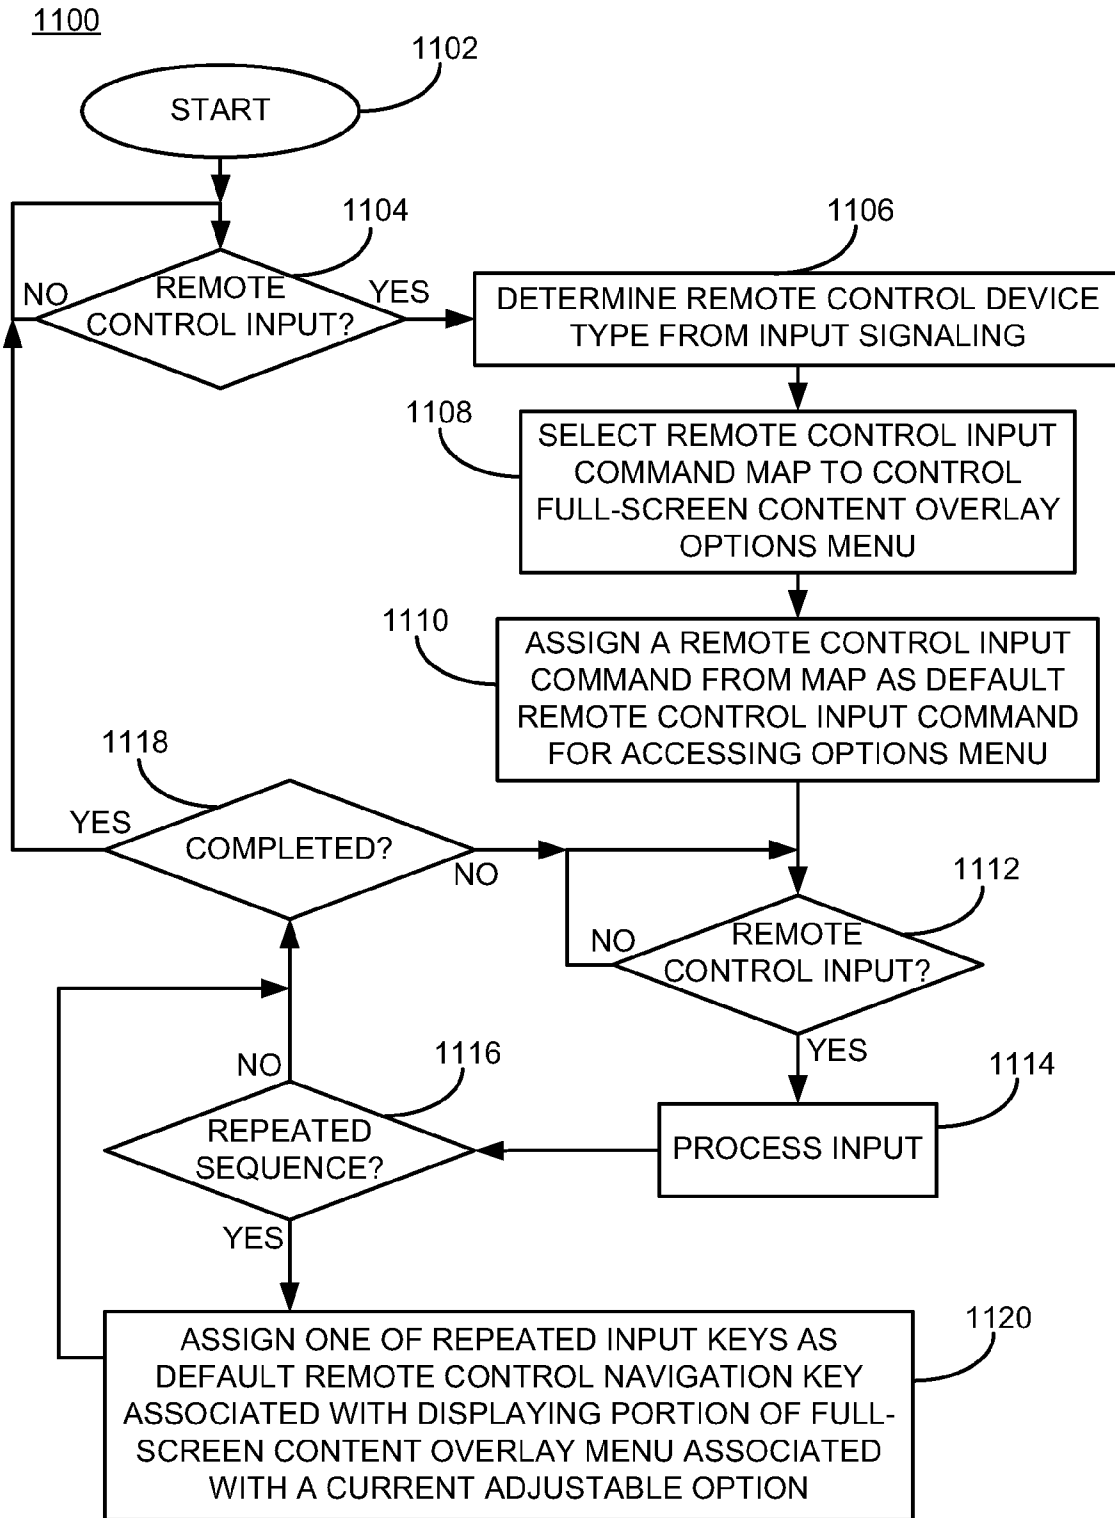 1100
1102
START
1104
REMOTE
CONTROL INPUT?
NO
YES
1106
DETERMINE REMOTE CONTROL DEVICE
TYPE FROM INPUT SIGNALING
1108
SELECT REMOTE CONTROL INPUT
COMMAND MAP TO CONTROL
FULL-SCREEN CONTENT OVERLAY
OPTIONS MENU
1110
ASSIGN A REMOTE CONTROL INPUT
COMMAND FROM MAP AS DEFAULT
REMOTE CONTROL INPUT COMMAND
FOR ACCESSING OPTIONS MENU
1118
YES
COMPLETED?
NO
1112
NO
REMOTE
CONTROL INPUT?
YES
1114
PROCESS INPUT
1116
NO
REPEATED
SEQUENCE?
YES
1120
ASSIGN ONE OF REPEATED INPUT KEYS AS
DEFAULT REMOTE CONTROL NAVIGATION KEY
ASSOCIATED WITH DISPLAYING PORTION OF FULL-
SCREEN CONTENT OVERLAY MENU ASSOCIATED
WITH A CURRENT ADJUSTABLE OPTION